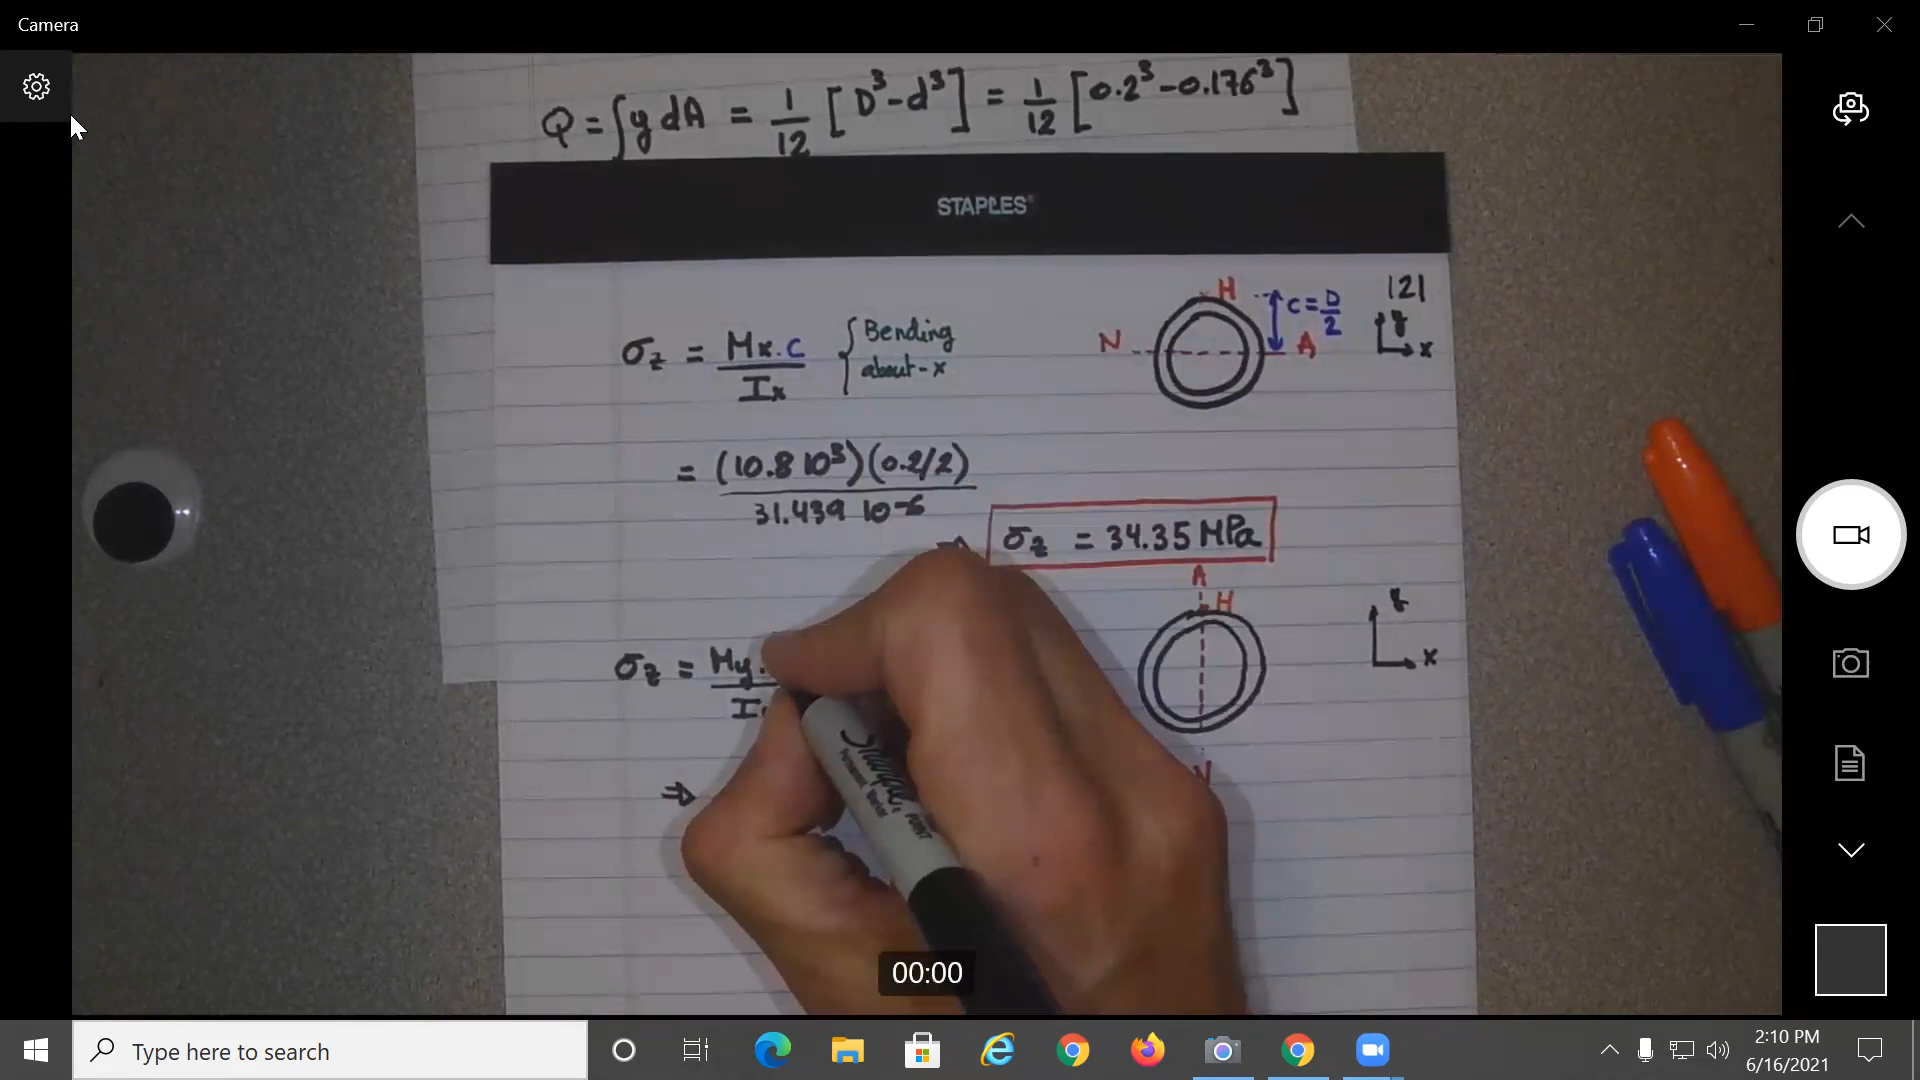 Camera
Q = ∫ y dA = 1/12 [D³ - d³] = 1/12 [0.2³ - 0.176³]
STAPLES
121
H
C = D/2
y
x
N
A
σz = Mx.c / Ix
{ Bending
about - x
= (10.8 10³)(0.2/2) / 31.439 10-6
⇒ σz = 34.35 MPa
A
H
y
x
σz = My.
I
N
⇒
Sharpie
00:00
Type here to search
2:10 PM
6/16/2021